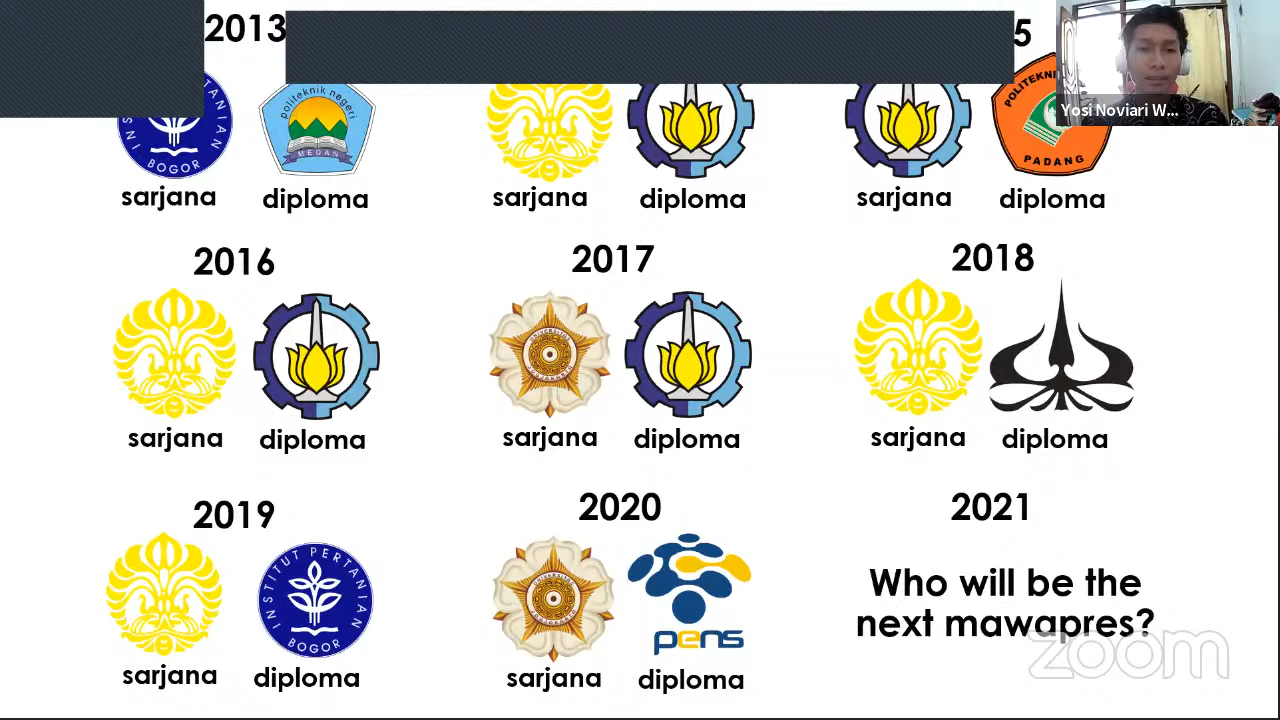 2013
5
Yosi Noviari W...
INSTITUT PERTANIAN
BOGOR
politeknik negeri
MEDAN
POLITEKNIK
PADANG
sarjana diploma
sarjana diploma
sarjana diploma
2016 2017 2018
sarjana diploma
sarjana diploma
sarjana diploma
2019 2020 2021
INSTITUT PERTANIAN
BOGOR
pens
Who will be the
next mawapres?
zoom
sarjana diploma
sarjana diploma